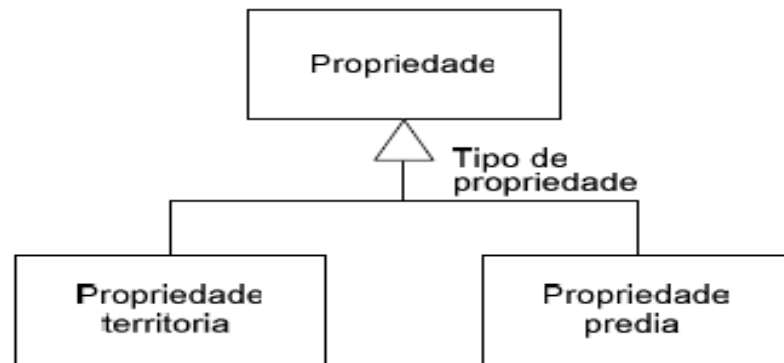 Propriedade
Tipo de
propriedade
Propriedade
territoria
Propriedade
predia